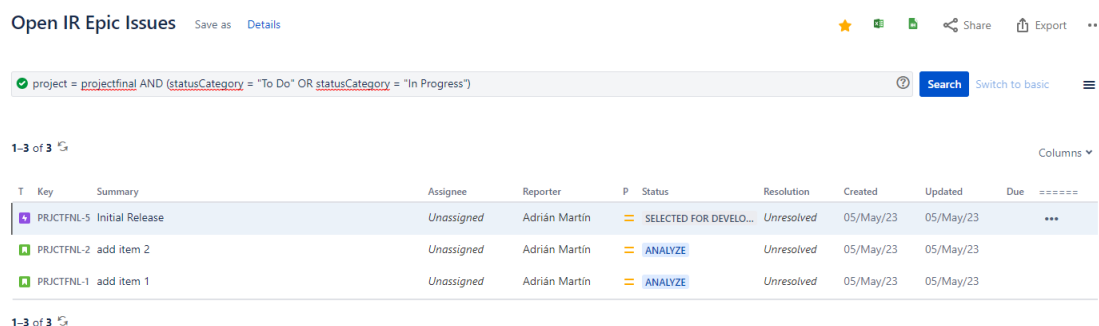 Open IR Epic Issues Save as Details Share Export
project = projectfinal AND (statusCategory = "To Do" OR statusCategory = "In Progress") Search Switch to basic
1–3 of 3
Columns
T Key Summary Assignee Reporter P Status Resolution Created Updated Due ======
PRJCTFNL-5 Initial Release Unassigned Adrián Martín SELECTED FOR DEVELO... Unresolved 05/May/23 05/May/23
PRJCTFNL-2 add item 2 Unassigned Adrián Martín ANALYZE Unresolved 05/May/23 05/May/23
PRJCTFNL-1 add item 1 Unassigned Adrián Martín ANALYZE Unresolved 05/May/23 05/May/23
1–3 of 3